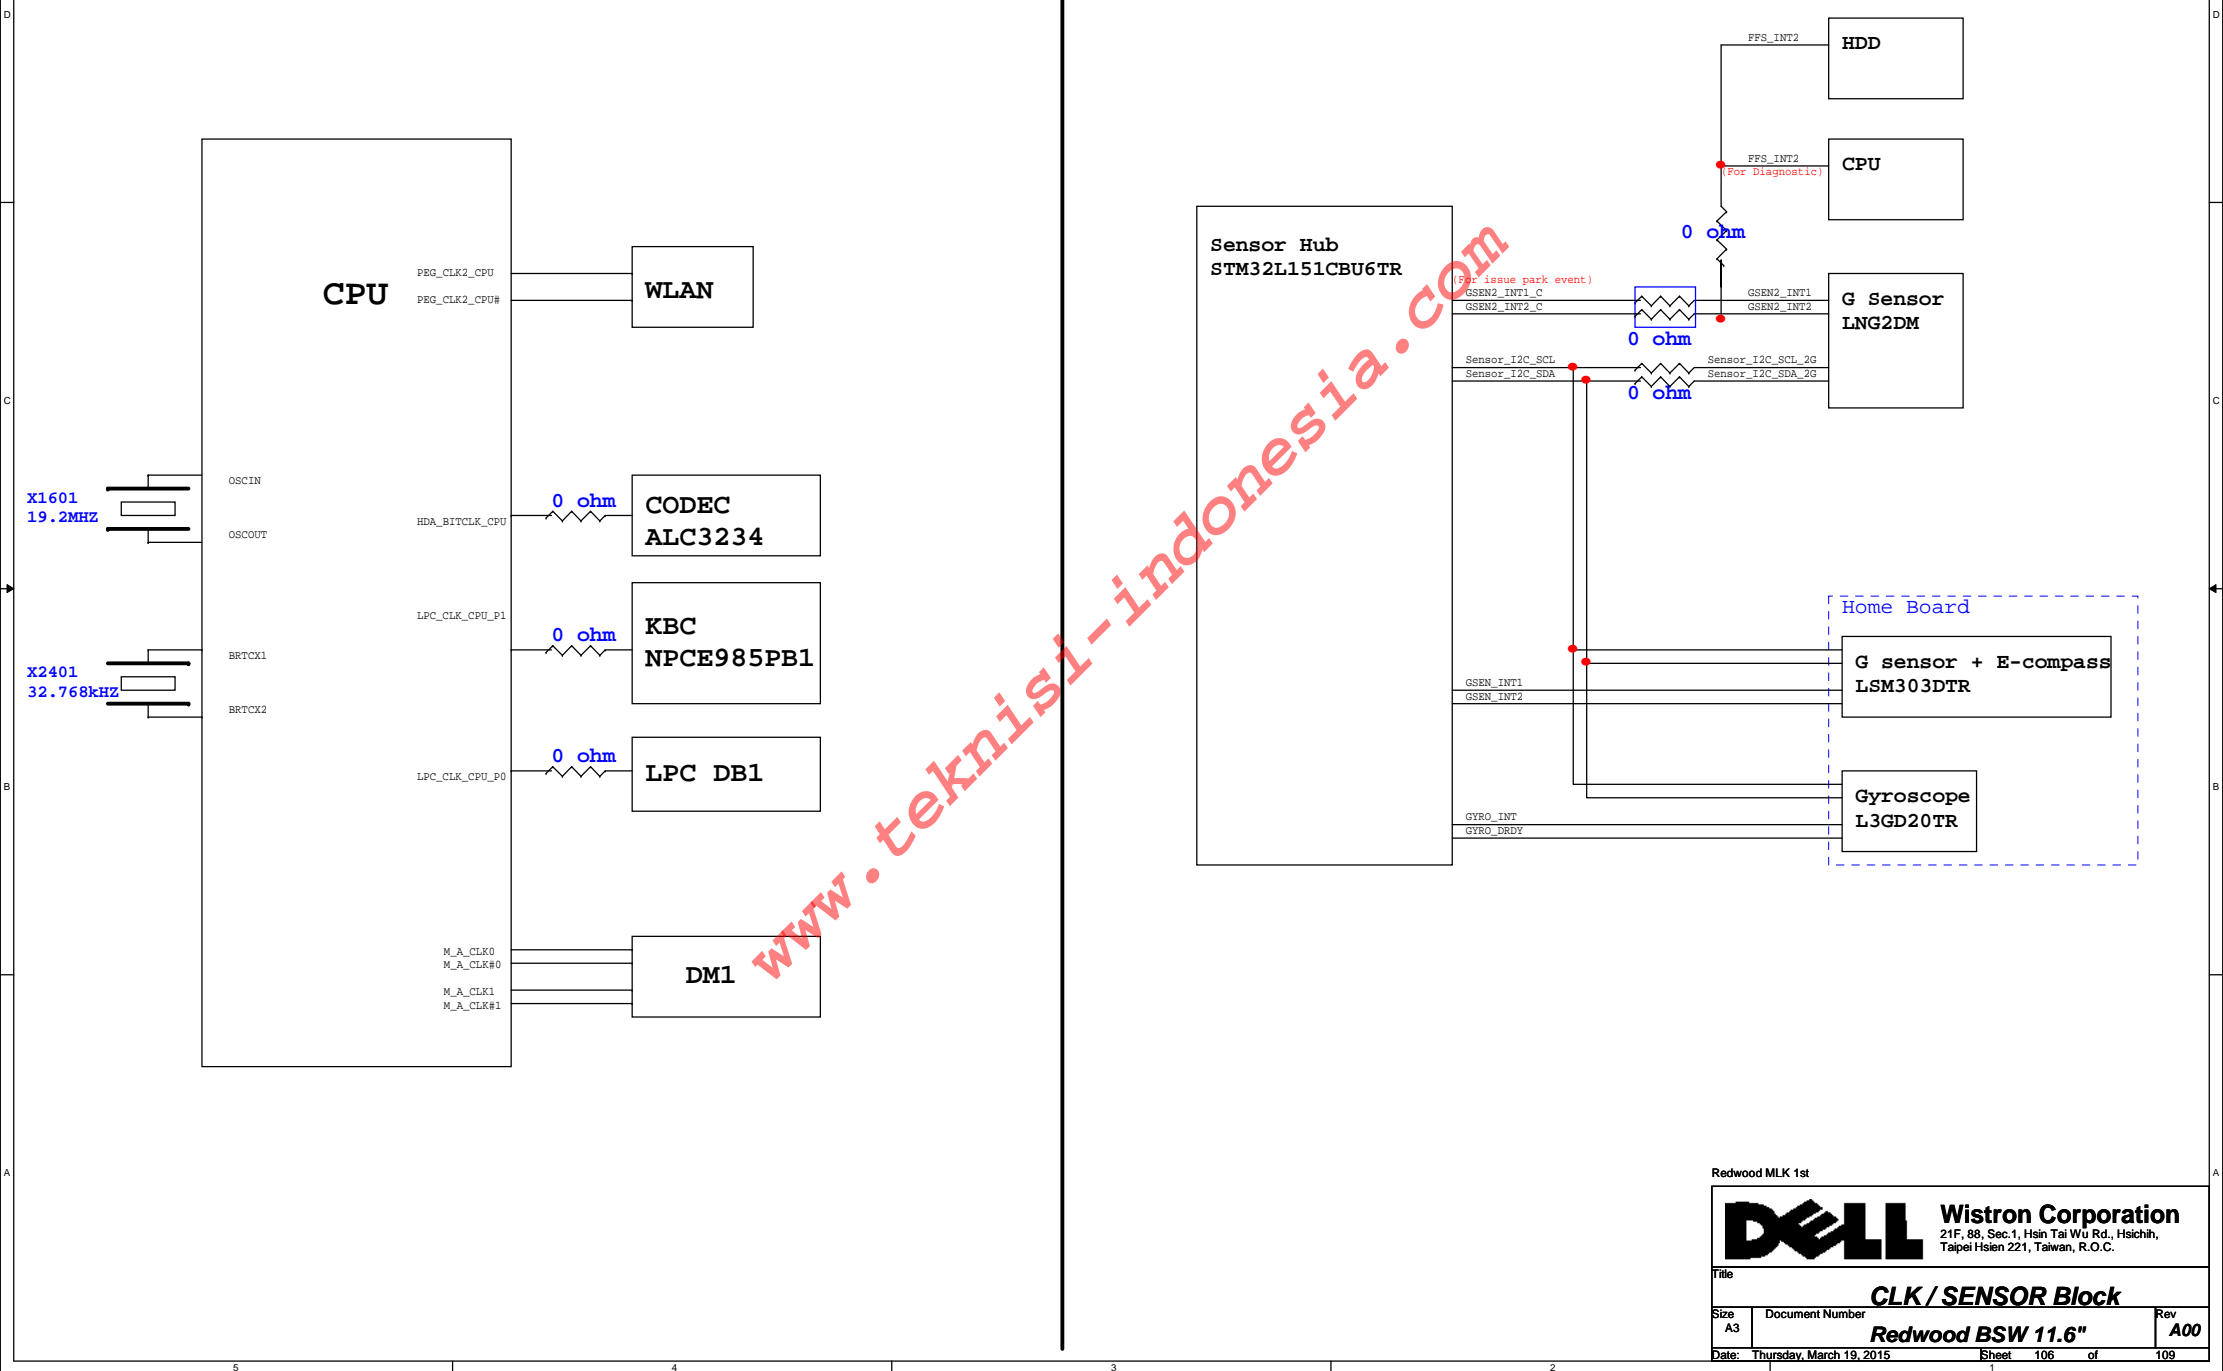 D
D
FFS_INT2
HDD
FFS_INT2
(For Diagnostic)
CPU
0 ohm
CPU
PEG_CLK2_CPU
PEG_CLK2_CPU#
WLAN
OSCIN
OSCOUT
X1601
19.2MHZ
HDA_BITCLK_CPU
0 ohm
CODEC
ALC3234
LPC_CLK_CPU_P1
0 ohm
KBC
NPCE985PB1
BRTCX1
BRTCX2
X2401
32.768kHZ
LPC_CLK_CPU_P0
0 ohm
LPC DB1
M_A_CLK0
M_A_CLK#0
M_A_CLK1
M_A_CLK#1
DM1
Sensor Hub
STM32L151CBU6TR
(For issue park event)
GSEN2_INT1_C
GSEN2_INT2_C
0 ohm
GSEN2_INT1
GSEN2_INT2
G Sensor
LNG2DM
Sensor_I2C_SCL
Sensor_I2C_SDA
0 ohm
Sensor_I2C_SCL_2G
Sensor_I2C_SDA_2G
C
C
Home Board
G sensor + E-compass
LSM303DTR
GSEN_INT1
GSEN_INT2
Gyroscope
L3GD20TR
GYRO_INT
GYRO_DRDY
B
B
www.teknisi-indonesia.com
A
A
Redwood MLK 1st
DELL
Wistron Corporation
21F, 88, Sec.1, Hsin Tai Wu Rd., Hsichih,
Taipei Hsien 221, Taiwan, R.O.C.
Title
CLK / SENSOR Block
Size
A3
Document Number
Redwood BSW 11.6"
Rev
A00
Date: Thursday, March 19, 2015
Sheet 106 of 109
5
4
3
2
1